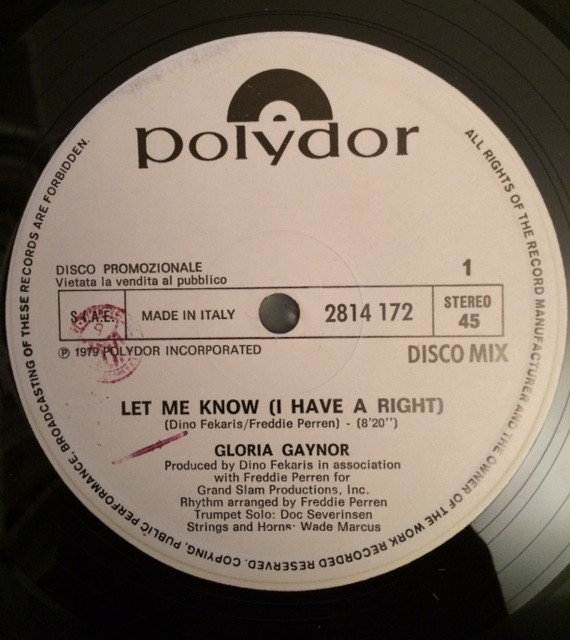 polydor
ALL RIGHTS OF THE RECORD MANUFACTURER AND THE OWNER OF THE WORK RECORDED RESERVED. COPYING, PUBLIC PERFORMANCE, BROADCASTING OF THESE RECORDS ARE FORBIDDEN.
DISCO PROMOZIONALE 1
Vietata la vendita al pubblico
S.I.A.E. MADE IN ITALY 2814 172 STEREO
45
℗ 1979 POLYDOR INCORPORATED DISCO MIX
LET ME KNOW (I HAVE A RIGHT)
(Dino Fekaris/Freddie Perren) - (8'20'')
GLORIA GAYNOR
Produced by Dino Fekaris in association
with Freddie Perren for
Grand Slam Productions, Inc.
Rhythm arranged by Freddie Perren
Trumpet Solo: Doc Severinsen
Strings and Horns: Wade Marcus